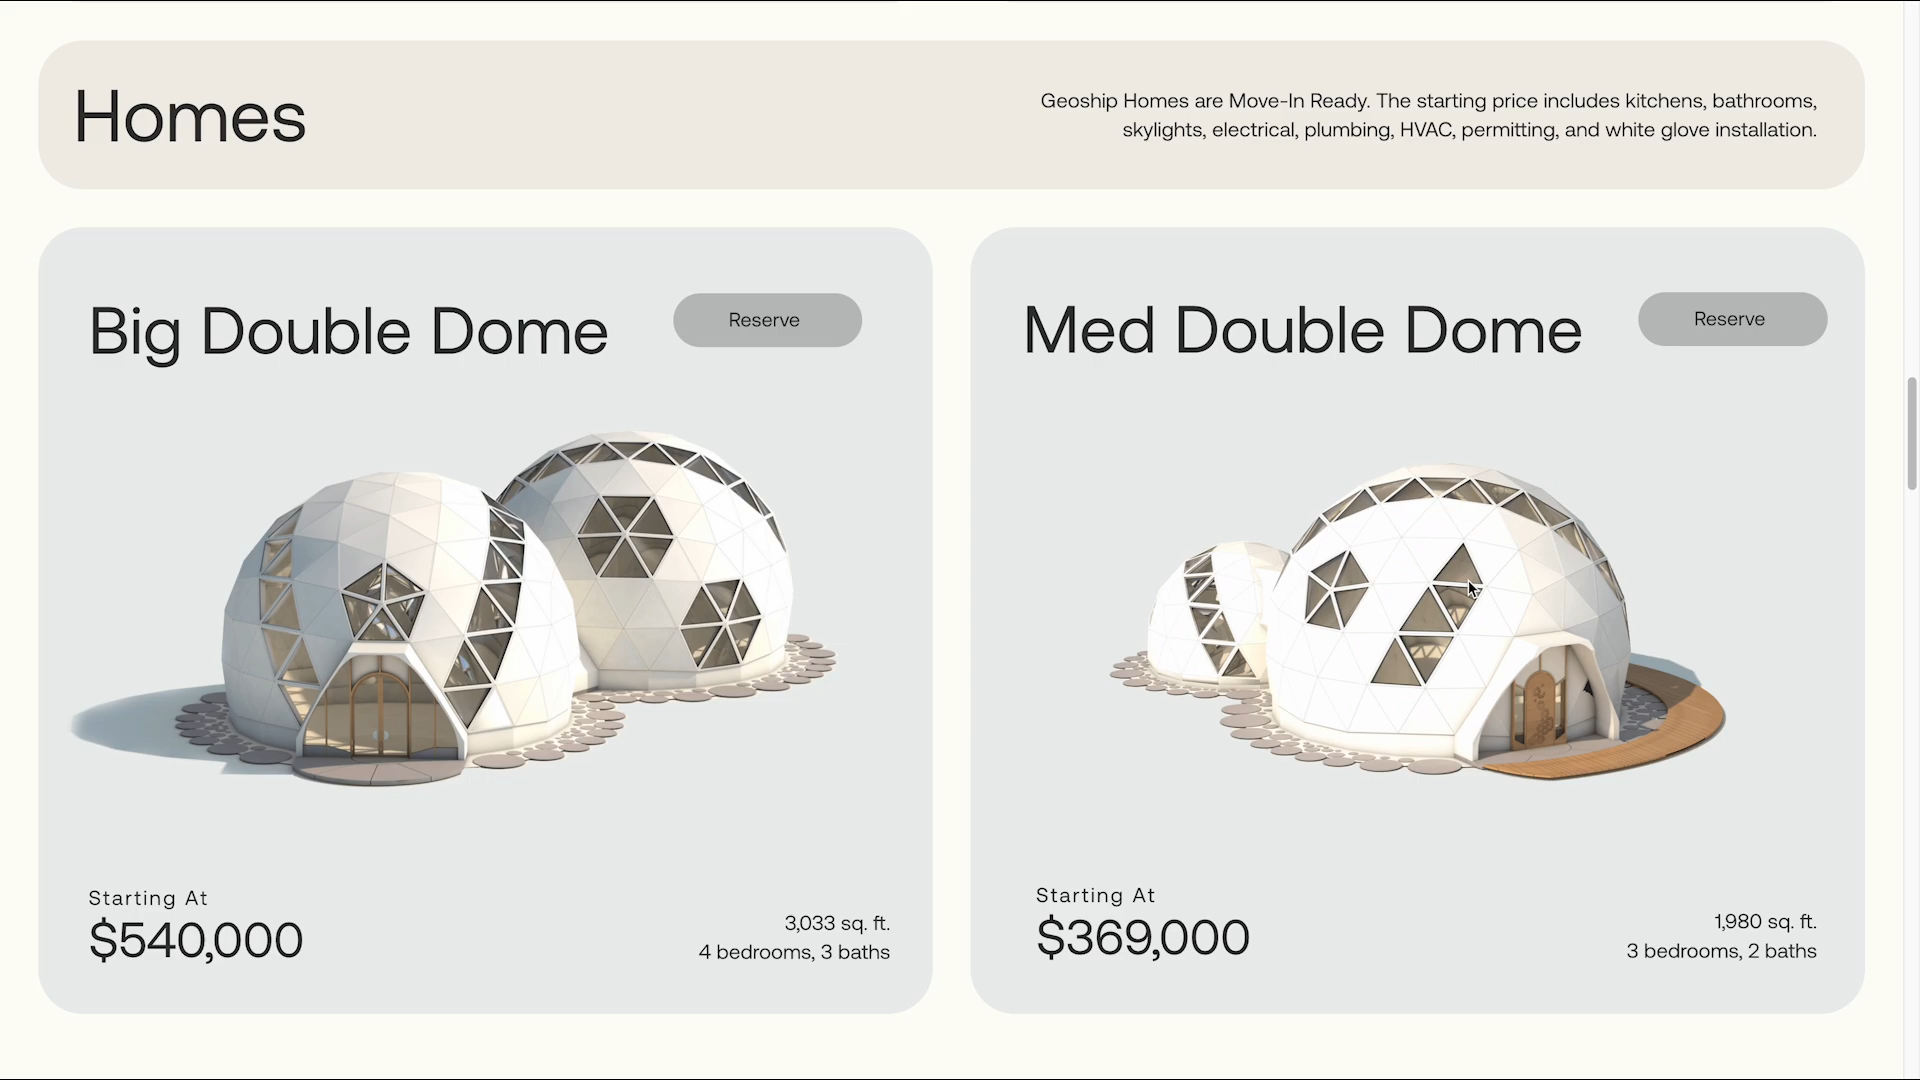 Homes
Geoship Homes are Move-In Ready. The starting price includes kitchens, bathrooms,
skylights, electrical, plumbing, HVAC, permitting, and white glove installation.
Big Double Dome
Reserve
Starting At
$540,000
3,033 sq. ft.
4 bedrooms, 3 baths
Med Double Dome
Reserve
Starting At
$369,000
1,980 sq. ft.
3 bedrooms, 2 baths